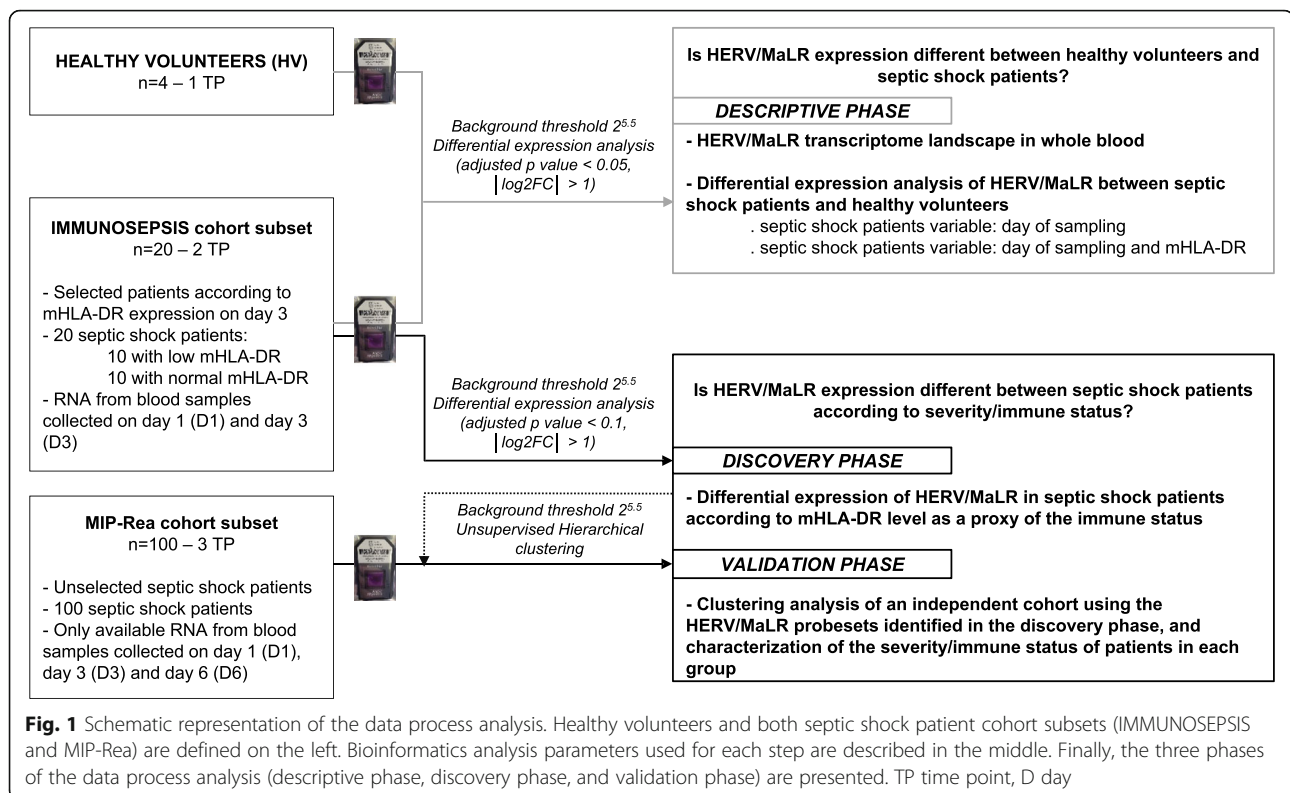 HEALTHY VOLUNTEERS (HV)
n=4 – 1 TP
IMMUNOSEPSIS cohort subset
n=20 – 2 TP
- Selected patients according to
mHLA-DR expression on day 3
- 20 septic shock patients:
10 with low mHLA-DR
10 with normal mHLA-DR
- RNA from blood samples
collected on day 1 (D1) and day 3
(D3)
MIP-Rea cohort subset
n=100 – 3 TP
- Unselected septic shock patients
- 100 septic shock patients
- Only available RNA from blood
samples collected on day 1 (D1),
day 3 (D3) and day 6 (D6)
Background threshold 2^5.5
Differential expression analysis
(adjusted p value < 0.05,
|log2FC| > 1)
Background threshold 2^5.5
Differential expression analysis
(adjusted p value < 0.1,
|log2FC| > 1)
Background threshold 2^5.5
Unsupervised Hierarchical
clustering
Is HERV/MaLR expression different between healthy volunteers and
septic shock patients?
DESCRIPTIVE PHASE
- HERV/MaLR transcriptome landscape in whole blood
- Differential expression analysis of HERV/MaLR between septic
shock patients and healthy volunteers
. septic shock patients variable: day of sampling
. septic shock patients variable: day of sampling and mHLA-DR
Is HERV/MaLR expression different between septic shock patients
according to severity/immune status?
DISCOVERY PHASE
- Differential expression of HERV/MaLR in septic shock patients
according to mHLA-DR level as a proxy of the immune status
VALIDATION PHASE
- Clustering analysis of an independent cohort using the
HERV/MaLR probesets identified in the discovery phase, and
characterization of the severity/immune status of patients in each
group
Fig. 1 Schematic representation of the data process analysis. Healthy volunteers and both septic shock patient cohort subsets (IMMUNOSEPSIS
and MIP-Rea) are defined on the left. Bioinformatics analysis parameters used for each step are described in the middle. Finally, the three phases
of the data process analysis (descriptive phase, discovery phase, and validation phase) are presented. TP time point, D day